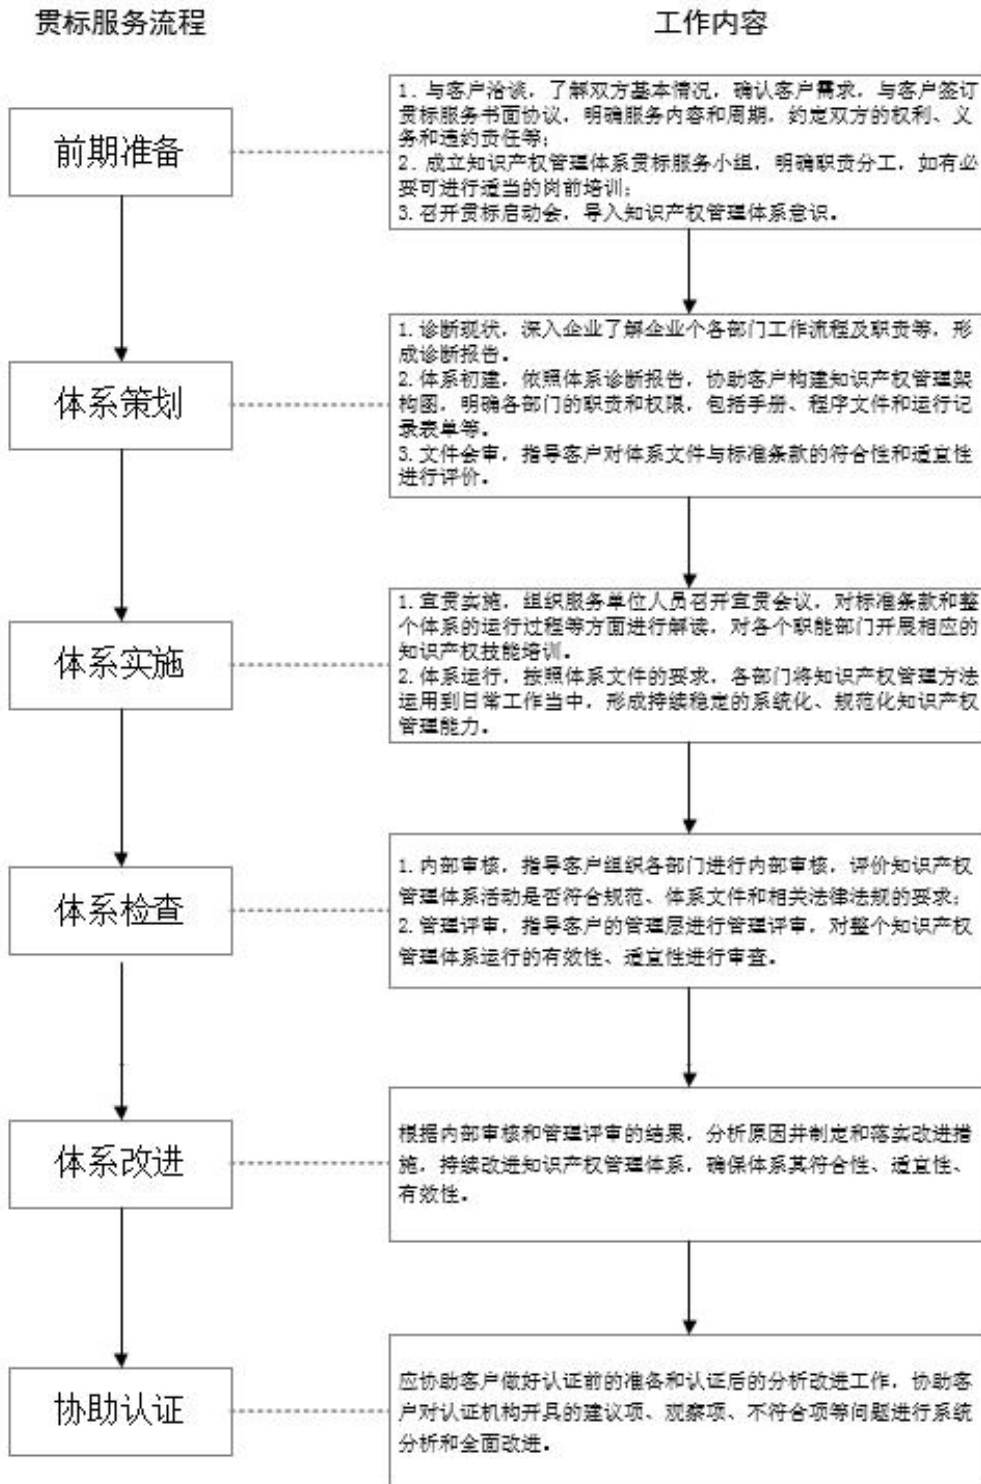 贯标服务流程
工作内容
前期准备
1. 与客户洽谈，了解双方基本情况，确认客户需求，与客户签订
贯标服务书面协议，明确服务内容和周期，约定双方的权利、义
务和违约责任等；
2. 成立知识产权管理体系贯标服务小组，明确职责分工，如有必
要可进行适当的岗前培训；
3. 召开贯标启动会，导入知识产权管理体系意识。
体系策划
1. 诊断现状，深入企业了解企业个各部门工作流程及职责等，形
成诊断报告。
2. 体系初建，依照体系诊断报告，协助客户构建知识产权管理架
构图，明确各部门的职责和权限，包括手册、程序文件和运行记
录表单等。
3. 文件会审，指导客户对体系文件与标准条款的符合性和适宜性
进行评价。
体系实施
1. 宣贯实施，组织服务单位人员召开宣贯会议，对标准条款和整
个体系的运行过程等方面进行解读，对各个职能部门开展相应的
知识产权技能培训。
2. 体系运行，按照体系文件的要求，各部门将知识产权管理方法
运用到日常工作当中，形成持续稳定的系统化、规范化知识产权
管理能力。
体系检查
1. 内部审核，指导客户组织各部门进行内部审核，评价知识产权
管理体系活动是否符合规范、体系文件和相关法律法规的要求；
2. 管理评审，指导客户的管理层进行管理评审，对整个知识产权
管理体系运行的有效性、适宜性进行审查。
体系改进
根据内部审核和管理评审的结果，分析原因并制定和落实改进措
施，持续改进知识产权管理体系，确保体系其符合性、适宜性、
有效性。
协助认证
应协助客户做好认证前的准备和认证后的分析改进工作，协助客
户对认证机构开具的建议项、观察项、不符合项等问题进行系统
分析和全面改进。